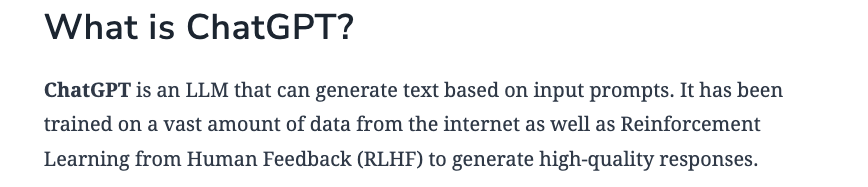 What is ChatGPT?
ChatGPT is an LLM that can generate text based on input prompts. It has been
trained on a vast amount of data from the internet as well as Reinforcement
Learning from Human Feedback (RLHF) to generate high-quality responses.